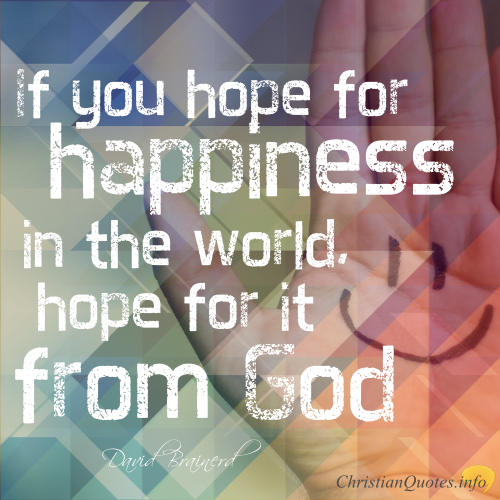 If you hope for
happiness
in the world,
hope for it
from God
David Brainerd
ChristianQuotes.info